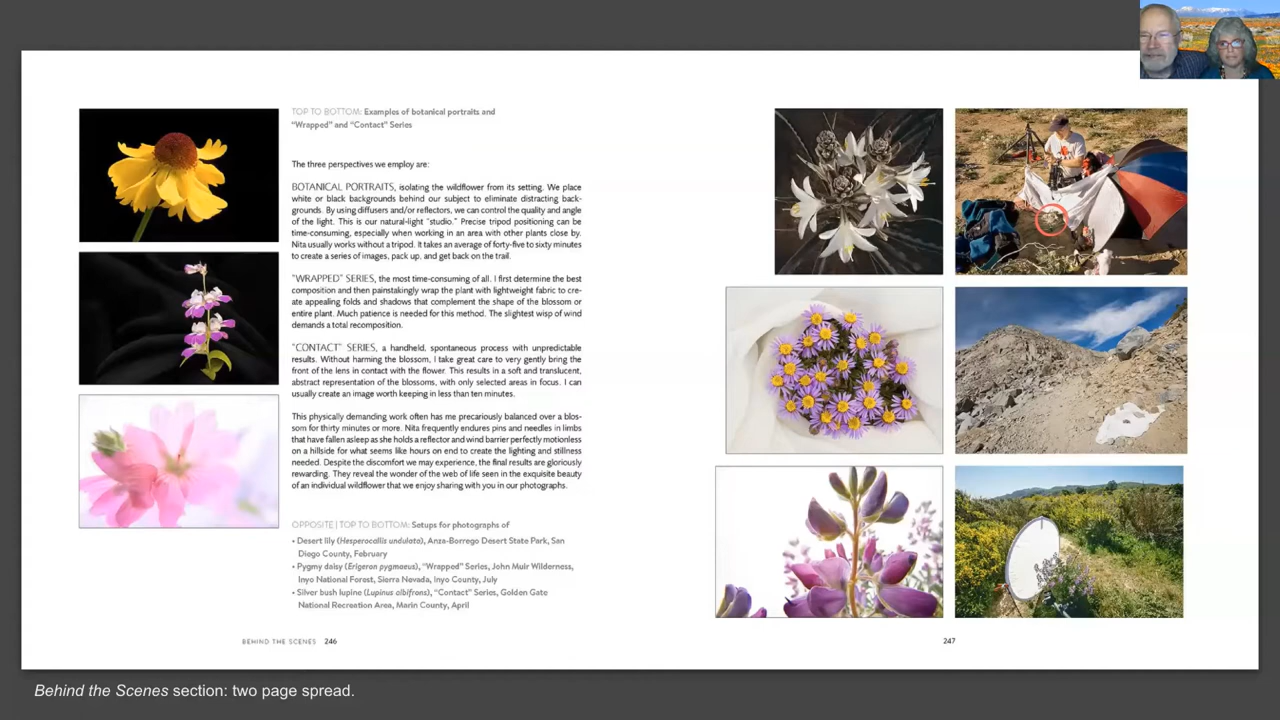 TOP TO BOTTOM: Examples of botanical portraits and
"Wrapped" and "Contact" Series
The three perspectives we employ are:
BOTANICAL PORTRAITS, isolating the wildflower from its setting. We place
white or black backgrounds behind our subject to eliminate distracting back-
grounds. By using diffusers and/or reflectors, we can control the quality and angle
of the light. This is our natural-light "studio." Precise tripod positioning can be
time-consuming, especially when working in an area with other plants close by.
Nita usually works without a tripod. It takes an average of forty-five to sixty minutes
to create a series of images, pack up, and get back on the trail.
"WRAPPED" SERIES, the most time-consuming of all. I first determine the best
composition and then painstakingly wrap the plant with lightweight fabric to cre-
ate appealing folds and shadows that complement the shape of the blossom or
entire plant. Much patience is needed for this method. The slightest wisp of wind
demands a total recomposition.
"CONTACT" SERIES, a handheld, spontaneous process with unpredictable
results. Without harming the blossom, I take great care to very gently bring the
front of the lens in contact with the flower. This results in a soft and translucent,
abstract representation of the blossoms, with only selected areas in focus. I can
usually create an image worth keeping in less than ten minutes.
This physically demanding work often has me precariously balanced over a blos-
som for thirty minutes or more. Nita frequently endures pins and needles in limbs
that have fallen asleep as she holds a reflector and wind barrier perfectly motionless
on a hillside for what seems like hours on end to create the lighting and stillness
needed. Despite the discomfort we may experience, the final results are gloriously
rewarding. They reveal the wonder of the web of life seen in the exquisite beauty
of an individual wildflower that we enjoy sharing with you in our photographs.
OPPOSITE | TOP TO BOTTOM: Setups for photographs of
• Desert lily (Hesperocallis undulata), Anza-Borrego Desert State Park, San
Diego County, February
• Pygmy daisy (Erigeron pygmaeus), "Wrapped" Series, John Muir Wilderness,
Inyo National Forest, Sierra Nevada, Inyo County, July
• Silver bush lupine (Lupinus albifrons), "Contact" Series, Golden Gate
National Recreation Area, Marin County, April
BEHIND THE SCENES 246
247
Behind the Scenes section: two page spread.